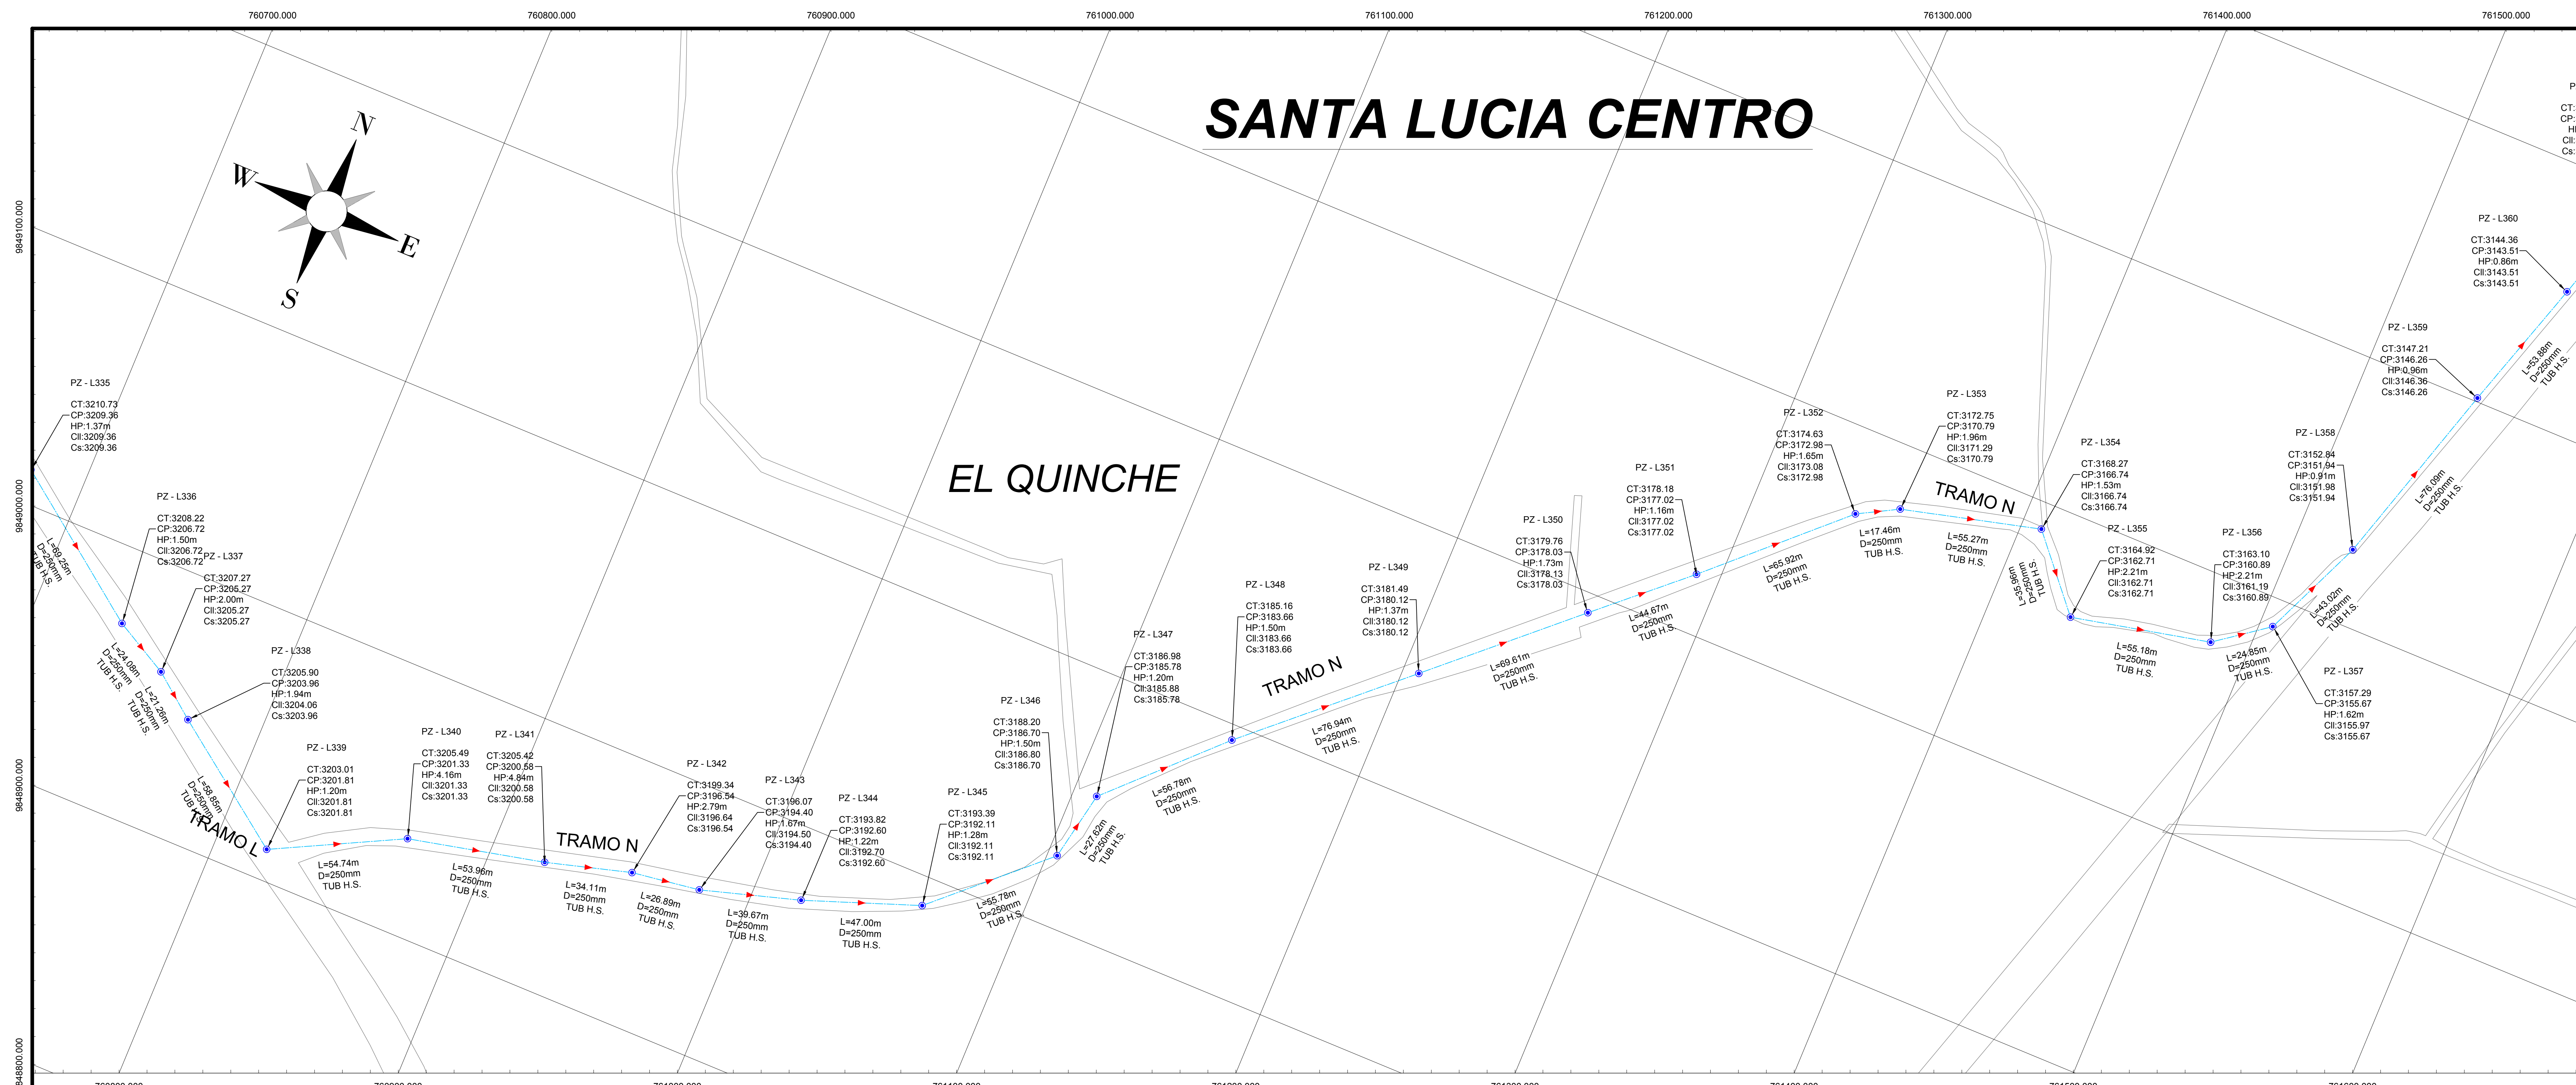 760700.000
760800.000
760900.000
761000.000
761100.000
761200.000
761300.000
761400.000
761500.000
SANTA LUCIA CENTRO
EL QUINCHE
N
W
E
S
9849100.000
9849000.000
9848900.000
PZ - L335
CT:3210.73
CP:3209.36
HP:1.37m
Cll:3209.36
Cs:3209.36
L=69.25m
D=250mm
TUB H.S.
PZ - L336
CT:3208.22
CP:3206.72
HP:1.50m
Cll:3206.72
Cs:3206.72
L=24.08m
D=250mm
TUB H.S.
PZ - L337
CT:3207.27
CP:3205.27
HP:2.00m
Cll:3205.27
Cs:3205.27
L=21.26m
D=250mm
TUB H.S.
PZ - L338
CT:3205.90
CP:3203.96
HP:1.94m
Cll:3204.06
Cs:3203.96
L=58.85m
D=250mm
TUB H.S.
TRAMO L
PZ - L339
CT:3203.01
CP:3201.81
HP:1.20m
Cll:3201.81
Cs:3201.81
L=54.74m
D=250mm
TUB H.S.
PZ - L340
CT:3205.49
CP:3201.33
HP:4.16m
Cll:3201.33
Cs:3201.33
L=53.96m
D=250mm
TUB H.S.
PZ - L341
CT:3205.42
CP:3200.58
HP:4.84m
Cll:3200.58
Cs:3200.58
TRAMO N
L=34.11m
D=250mm
TUB H.S.
PZ - L342
CT:3199.34
CP:3196.54
HP:2.79m
Cll:3196.64
Cs:3196.54
L=26.89m
D=250mm
TUB H.S.
PZ - L343
CT:3196.07
CP:3194.40
HP:1.67m
Cll:3194.50
Cs:3194.40
L=39.67m
D=250mm
TUB H.S.
PZ - L344
CT:3193.82
CP:3192.60
HP:1.22m
Cll:3192.70
Cs:3192.60
L=47.00m
D=250mm
TUB H.S.
PZ - L345
CT:3193.39
CP:3192.11
HP:1.28m
Cll:3192.11
Cs:3192.11
L=55.78m
D=250mm
TUB H.S.
PZ - L346
CT:3188.20
CP:3186.70
HP:1.50m
Cll:3186.80
Cs:3186.70
L=27.62m
D=250mm
TUB H.S.
PZ - L347
CT:3186.98
CP:3185.78
HP:1.20m
Cll:3185.88
Cs:3185.78
L=56.78m
D=250mm
TUB H.S.
PZ - L348
CT:3185.16
CP:3183.66
HP:1.50m
Cll:3183.66
Cs:3183.66
TRAMO N
L=76.94m
D=250mm
TUB H.S.
PZ - L349
CT:3181.49
CP:3180.12
HP:1.37m
Cll:3180.12
Cs:3180.12
L=69.61m
D=250mm
TUB H.S.
PZ - L350
CT:3179.76
CP:3178.03
HP:1.73m
Cll:3178.13
Cs:3178.03
L=44.67m
D=250mm
TUB H.S.
PZ - L351
CT:3178.18
CP:3177.02
HP:1.16m
Cll:3177.02
Cs:3177.02
L=65.92m
D=250mm
TUB H.S.
PZ - L352
CT:3174.63
CP:3172.98
HP:1.65m
Cll:3173.08
Cs:3172.98
L=17.46m
D=250mm
TUB H.S.
PZ - L353
CT:3172.75
CP:3170.79
HP:1.96m
Cll:3171.29
Cs:3170.79
TRAMO N
L=55.27m
D=250mm
TUB H.S.
PZ - L354
CT:3168.27
CP:3166.74
HP:1.53m
Cll:3166.74
Cs:3166.74
L=35.96m
D=250mm
TUB H.S.
PZ - L355
CT:3164.92
CP:3162.71
HP:2.21m
Cll:3162.71
Cs:3162.71
L=55.18m
D=250mm
TUB H.S.
PZ - L356
CT:3163.10
CP:3160.89
HP:2.21m
Cll:3161.19
Cs:3160.89
L=24.85m
D=250mm
TUB H.S.
PZ - L357
CT:3157.29
CP:3155.67
HP:1.62m
Cll:3155.97
Cs:3155.67
L=43.02m
D=250mm
TUB H.S.
PZ - L358
CT:3152.84
CP:3151.94
HP:0.91m
Cll:3151.98
Cs:3151.94
L=76.09m
D=250mm
TUB H.S.
PZ - L359
CT:3147.21
CP:3146.26
HP:0.96m
Cll:3146.36
Cs:3146.26
L=53.88m
D=250mm
TUB H.S.
PZ - L360
CT:3144.36
CP:3143.51
HP:0.86m
Cll:3143.51
Cs:3143.51